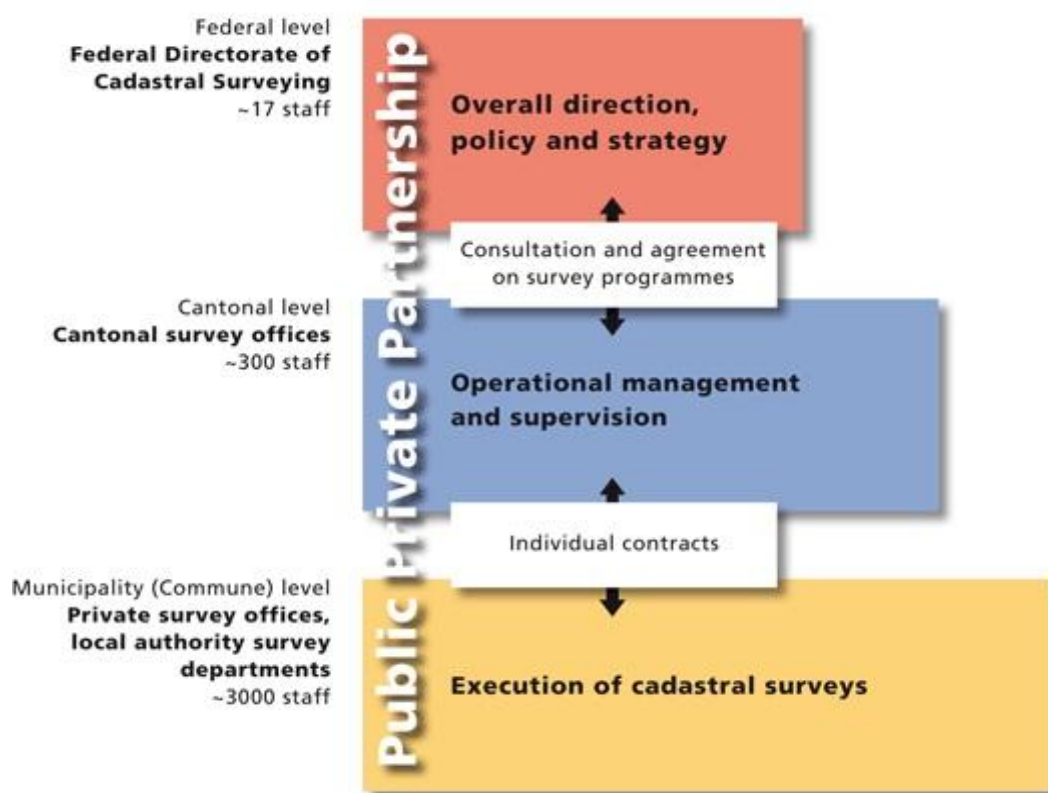 Federal level
Federal Directorate of
Cadastral Surveying
~17 staff
Overall direction,
policy and strategy
Consultation and agreement
on survey programmes
Cantonal level
Cantonal survey offices
~300 staff
Operational management
and supervision
Individual contracts
Municipality (Commune) level
Private survey offices,
local authority survey
departments
~3000 staff
Execution of cadastral surveys
Public Private Partnership